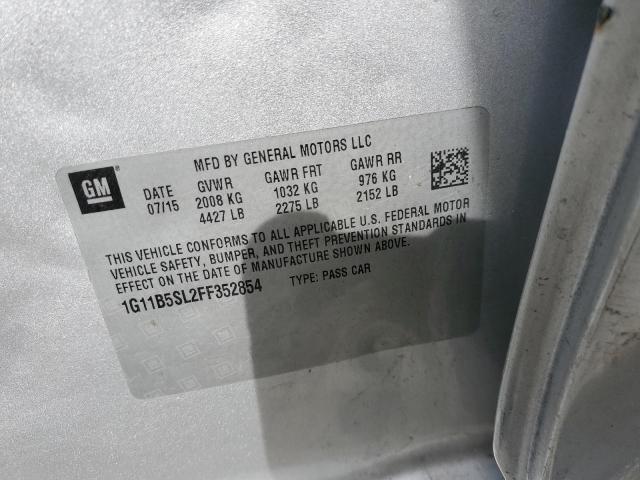 GM
MFD BY GENERAL MOTORS LLC
DATE GVWR GAWR FRT GAWR RR
07/15 2008 KG 1032 KG 976 KG
4427 LB 2275 LB 2152 LB
THIS VEHICLE CONFORMS TO ALL APPLICABLE U.S. FEDERAL MOTOR
VEHICLE SAFETY, BUMPER, AND THEFT PREVENTION STANDARDS IN
EFFECT ON THE DATE OF MANUFACTURE SHOWN ABOVE.
1G11B5SL2FF352854 TYPE: PASS CAR